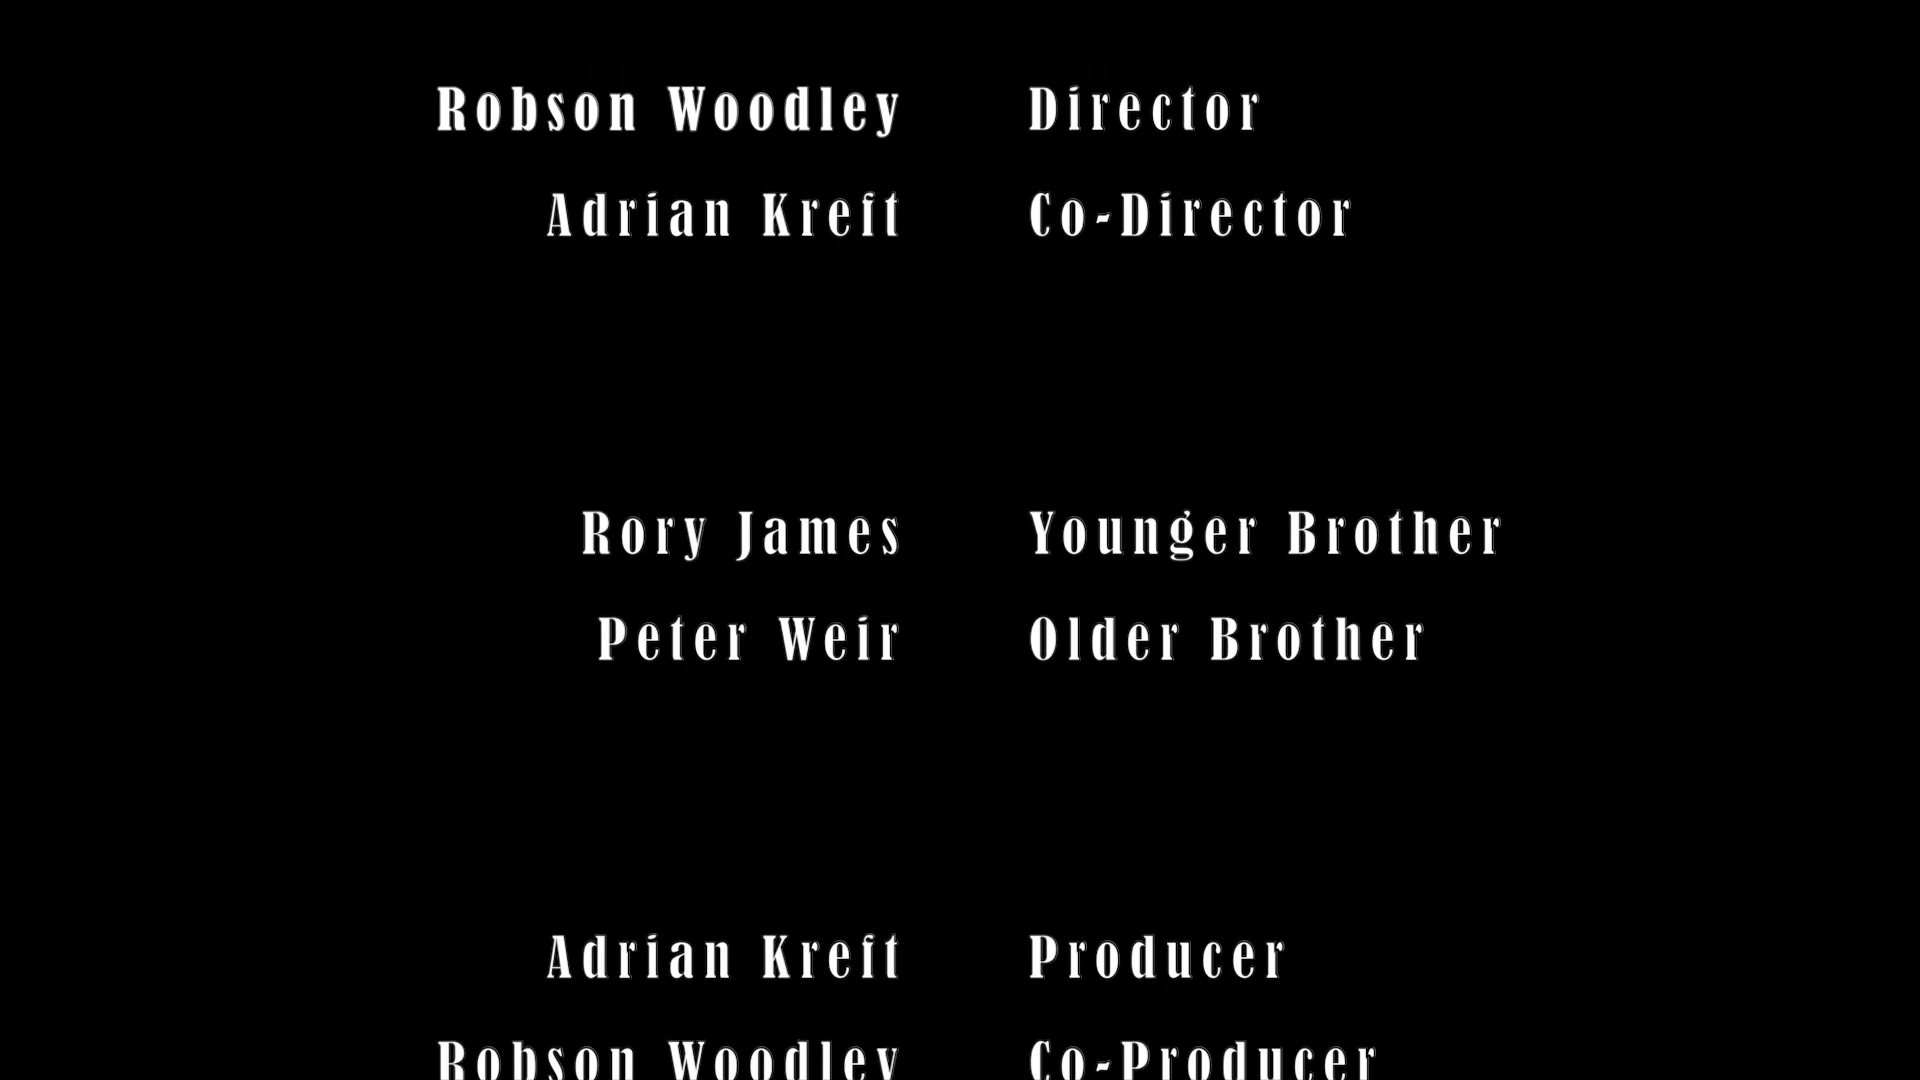 Robson Woodley Director
Adrian Kreft Co-Director
Rory James Younger Brother
Peter Weir Older Brother
Adrian Kreft Producer
Robson Woodley Co-Producer